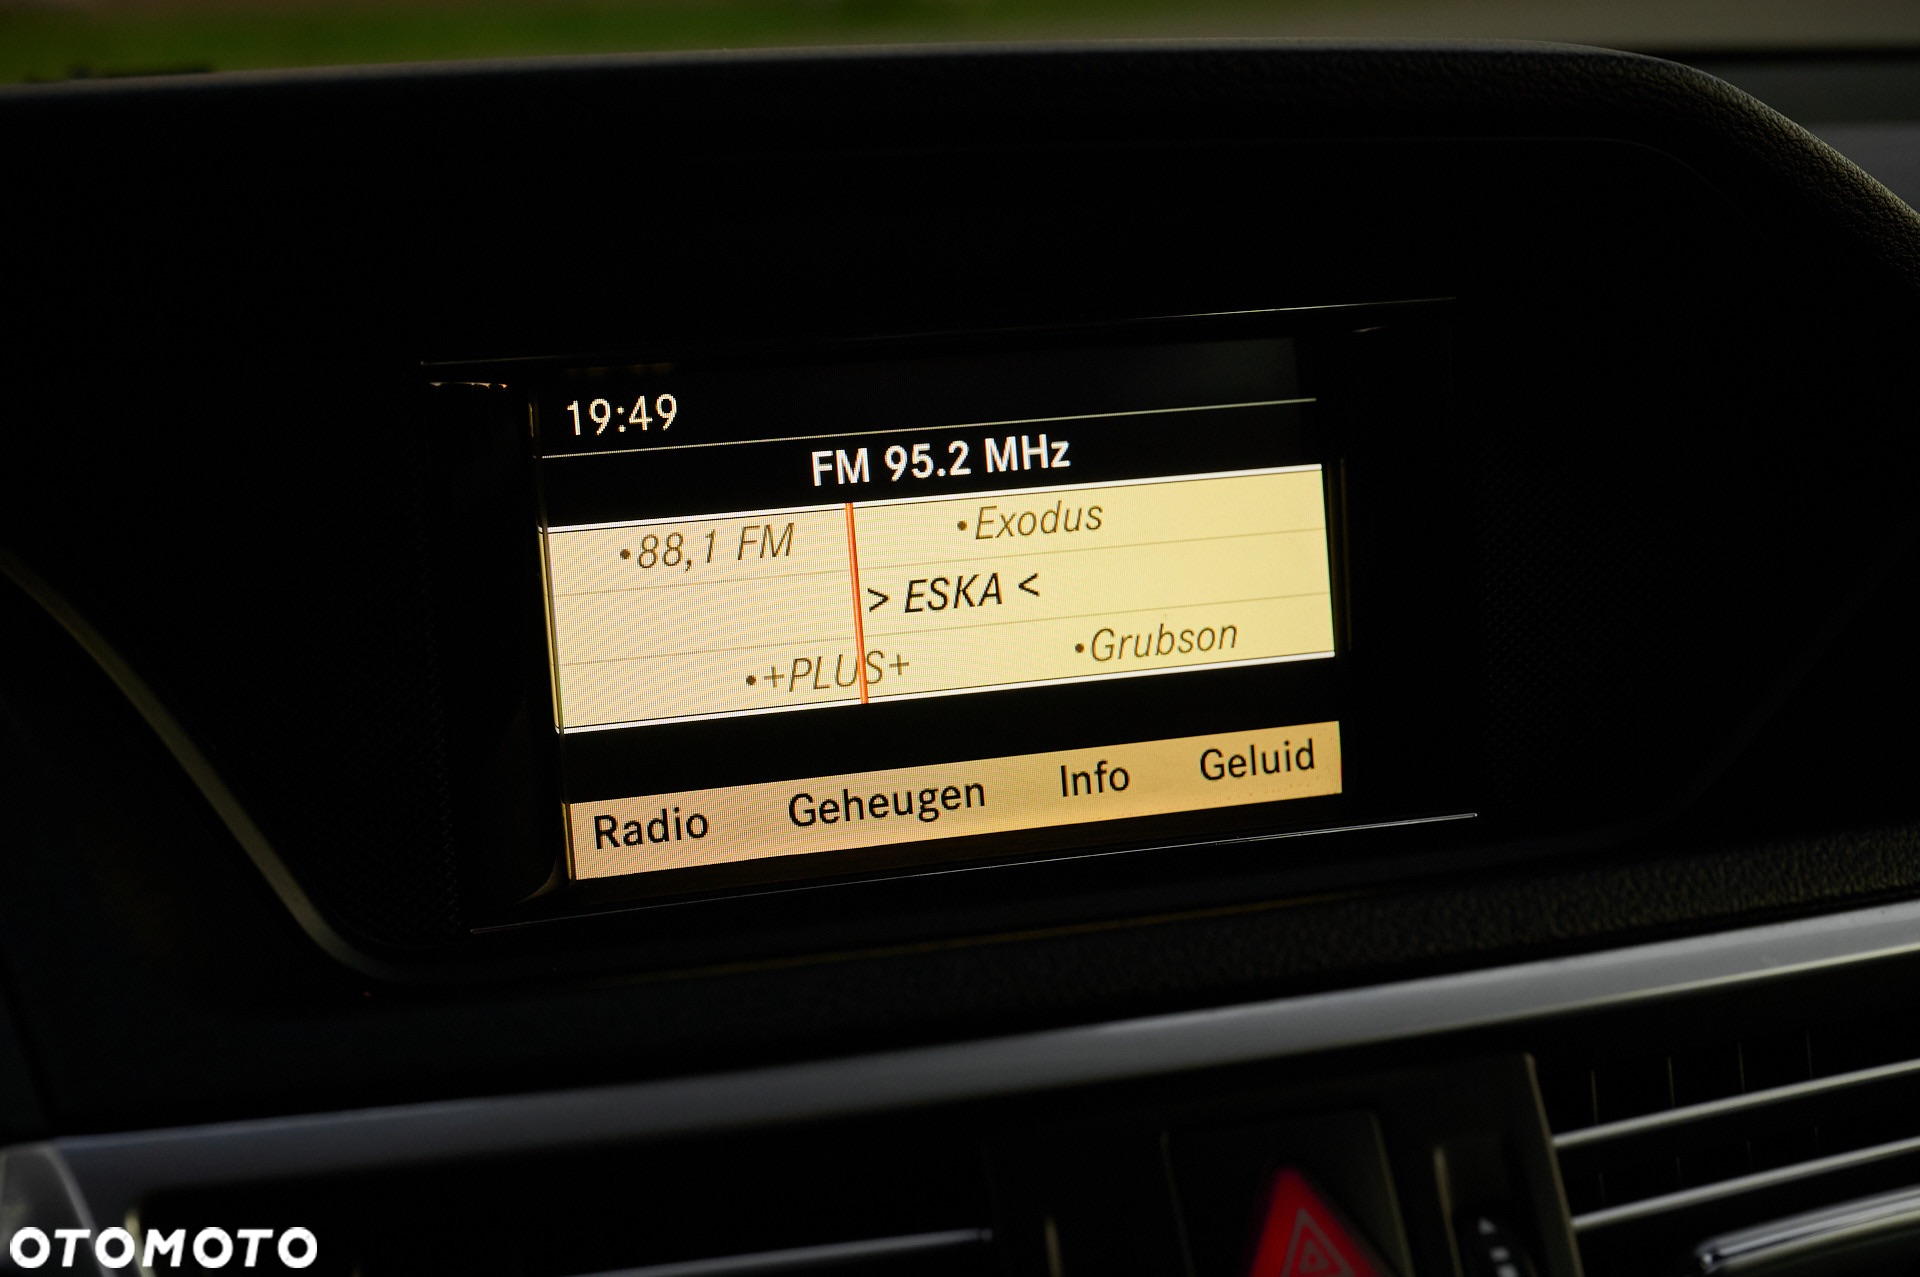 19:49
FM 95.2 MHz
•88,1 FM •Exodus
> ESKA <
•+PLUS+ •Grubson
Radio Geheugen Info Geluid
OTOMOTO